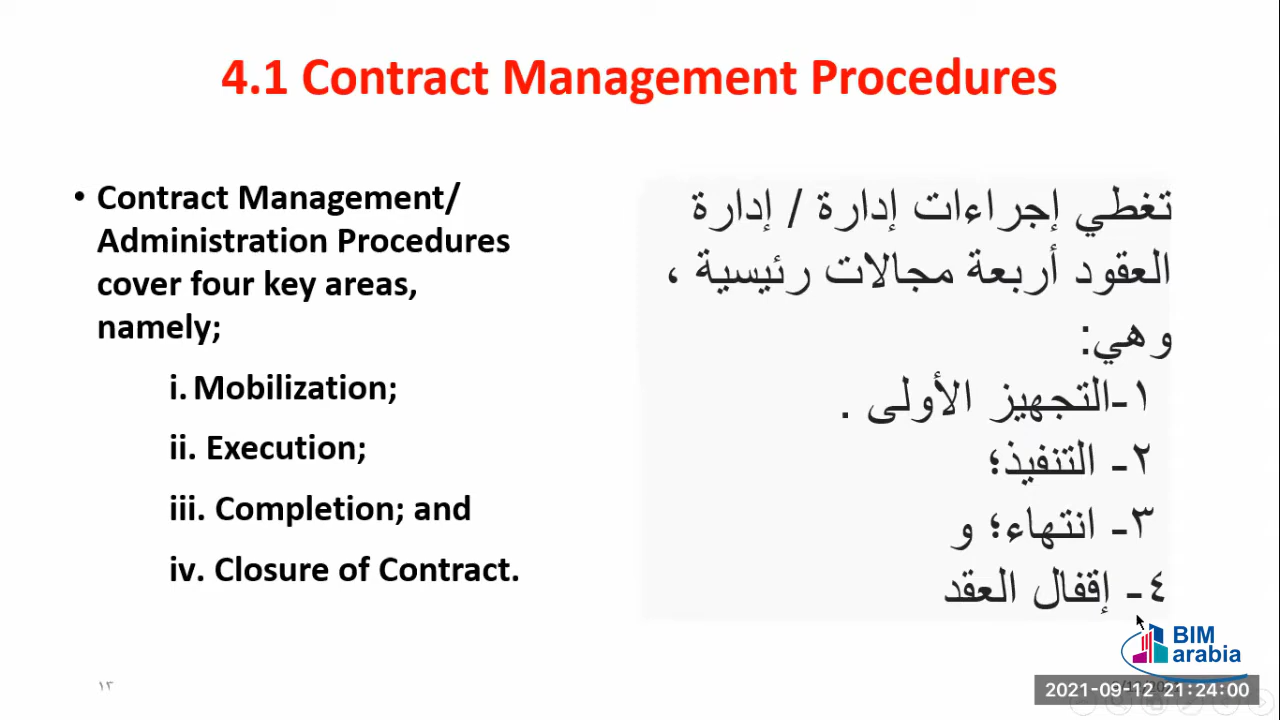 4.1 Contract Management Procedures
• Contract Management/
Administration Procedures
cover four key areas,
namely;
i. Mobilization;
ii. Execution;
iii. Completion; and
iv. Closure of Contract.
تغطي إجراءات إدارة / إدارة
العقود أربعة مجالات رئيسية ،
وهي:
١-التجهيز الأولى .
٢- التنفيذ؛
٣- انتهاء؛ و
٤- إقفال العقد
BIM
arabia
١٣
2021-09-12 21:24:00